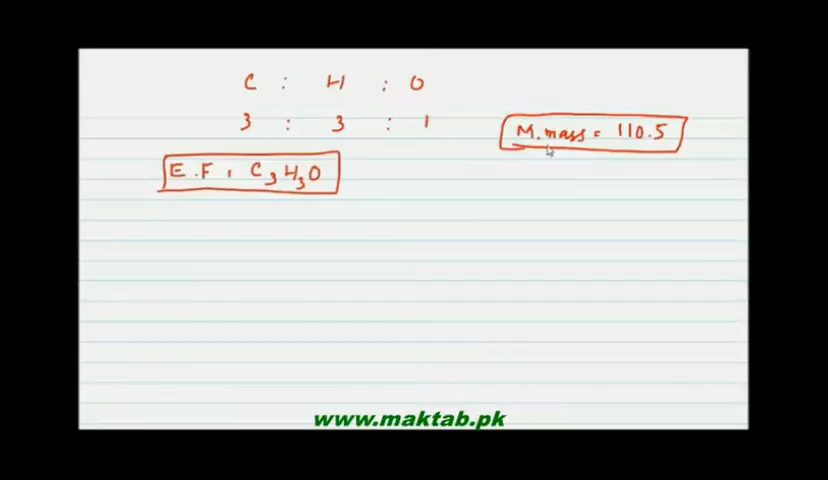 C : H : O
3 : 3 : 1
M.mass = 110.5
E.F , C3H3O
www.maktab.pk